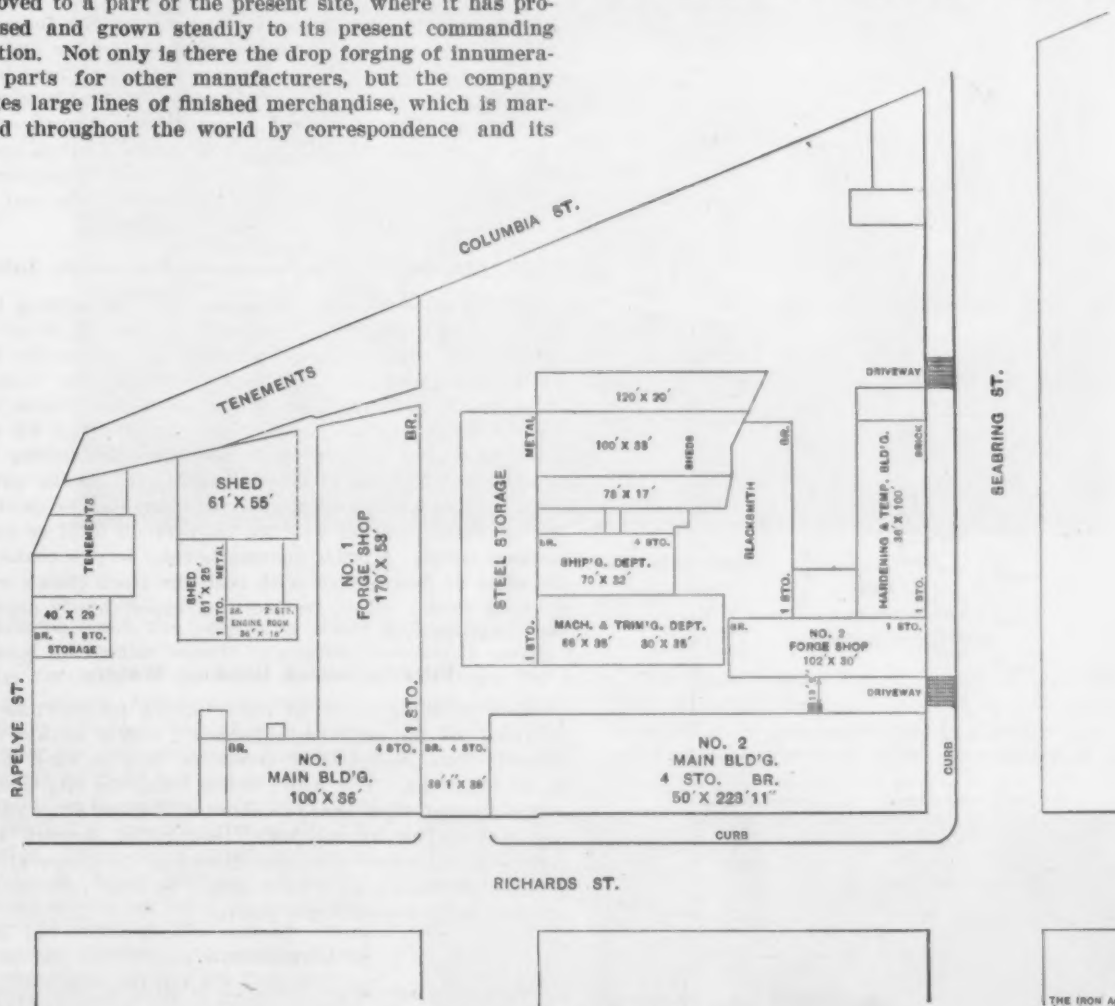 oved to a part of the present site, where it has pro-
sed and grown steadily to its present commanding
tion. Not only is there the drop forging of innumera-
parts for other manufacturers, but the company
es large lines of finished merchandise, which is mar-
d throughout the world by correspondence and its
COLUMBIA ST.
TENEMENTS
TENEMENTS
SHED
61' X 55'
SHED
51' X 25'
1 STO. METAL
BR. 2 STY.
ENGINE ROOM
40' X 29
BR. 1 STO.
STORAGE
NO. 1
FORGE SHOP
170' X 58'
BR.
1 STO.
STEEL STORAGE
METAL
1 STO.
120' X 20'
100' X 38'
SHEDS
78' X 17'
BR. 4 STO.
SHIP'G. DEPT.
70' X 32'
MACH. & TRIM'G. DEPT.
66' X 35' 30' X 35'
BLACKSMITH
BR.
1 STO.
DRIVEWAY
HARDENING & TEMP. BLD'G.
36' X 100'
BRICK
1 STO.
BR. 1 STO.
NO. 2
FORGE SHOP
102' X 30'
DRIVEWAY
SEABRING ST.
CURB
RAPELYE ST.
BR. 4 STO.
NO. 1
MAIN BLD'G.
100' X 36'
BR. 4 STO.
NO. 2
MAIN BLD'G.
4 STO. BR.
50' X 223' 11"
CURB
RICHARDS ST.
THE IRON A